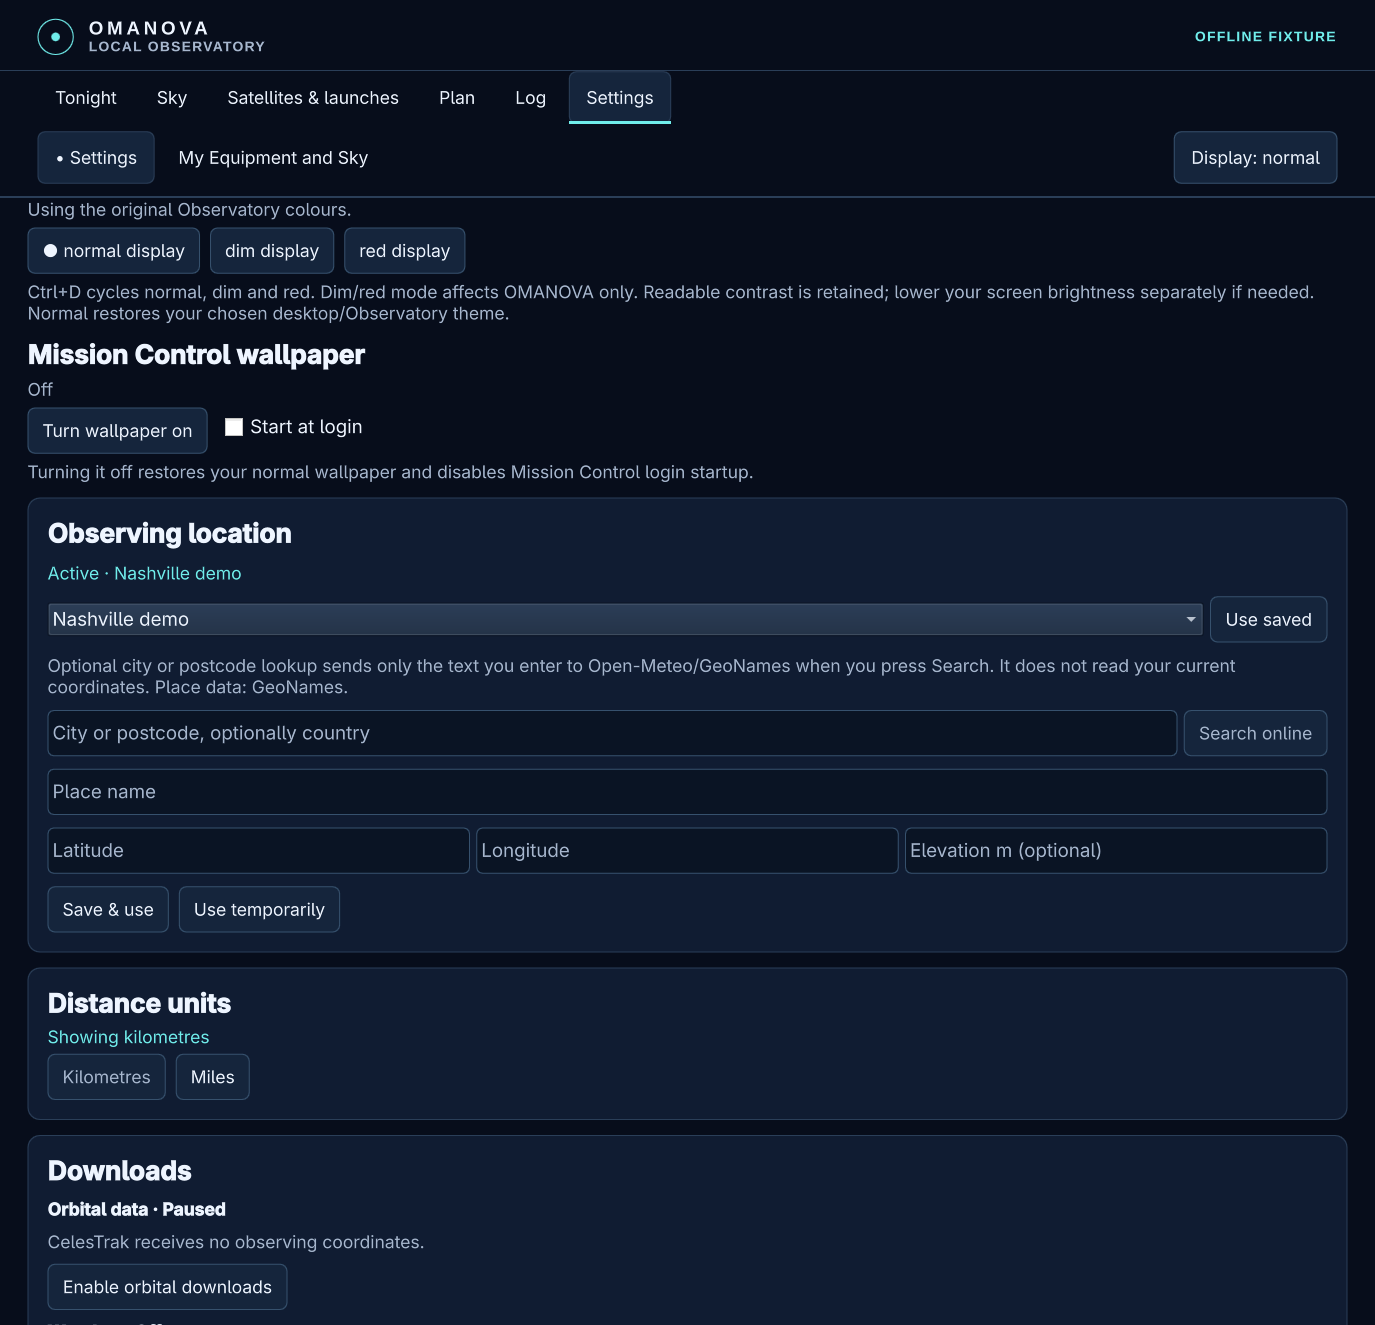 OMANOVA
LOCAL OBSERVATORY
OFFLINE FIXTURE
Tonight Sky Satellites & launches Plan Log Settings
• Settings My Equipment and Sky Display: normal
Using the original Observatory colours.
● normal display dim display red display
Ctrl+D cycles normal, dim and red. Dim/red mode affects OMANOVA only. Readable contrast is retained; lower your screen brightness separately if needed.
Normal restores your chosen desktop/Observatory theme.
Mission Control wallpaper
Off
Turn wallpaper on Start at login
Turning it off restores your normal wallpaper and disables Mission Control login startup.
Observing location
Active · Nashville demo
Nashville demo Use saved
Optional city or postcode lookup sends only the text you enter to Open-Meteo/GeoNames when you press Search. It does not read your current
coordinates. Place data: GeoNames.
City or postcode, optionally country Search online
Place name
Latitude Longitude Elevation m (optional)
Save & use Use temporarily
Distance units
Showing kilometres
Kilometres Miles
Downloads
Orbital data · Paused
CelesTrak receives no observing coordinates.
Enable orbital downloads